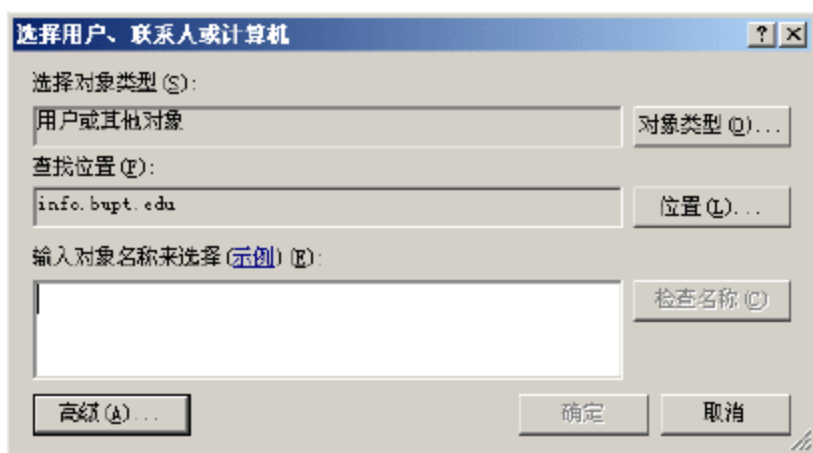 选择用户、联系人或计算机
选择对象类型(S):
用户或其他对象
对象类型(O)...
查找位置(F):
info.bupt.edu
位置(L)...
输入对象名称来选择(示例)(E):
检查名称(C)
高级(A)...
确定
取消